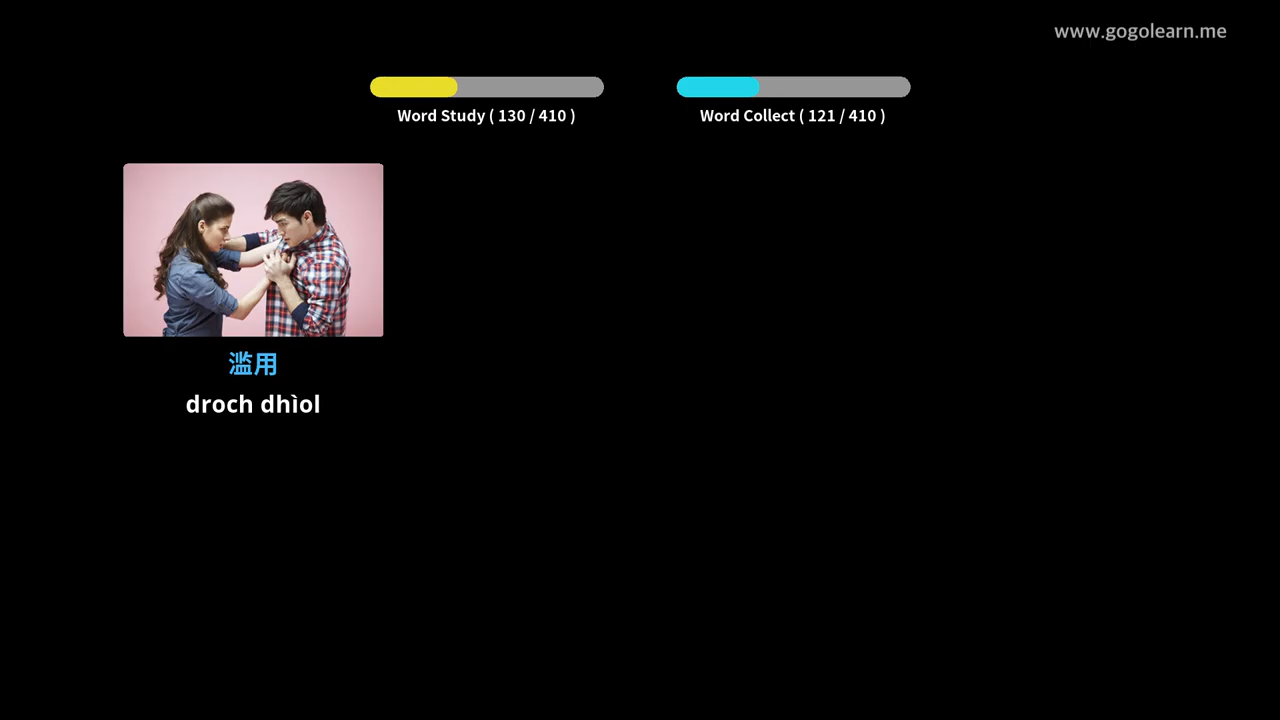 www.gogolearn.me
Word Study ( 130 / 410 )
Word Collect ( 121 / 410 )
滥用
droch dhìol